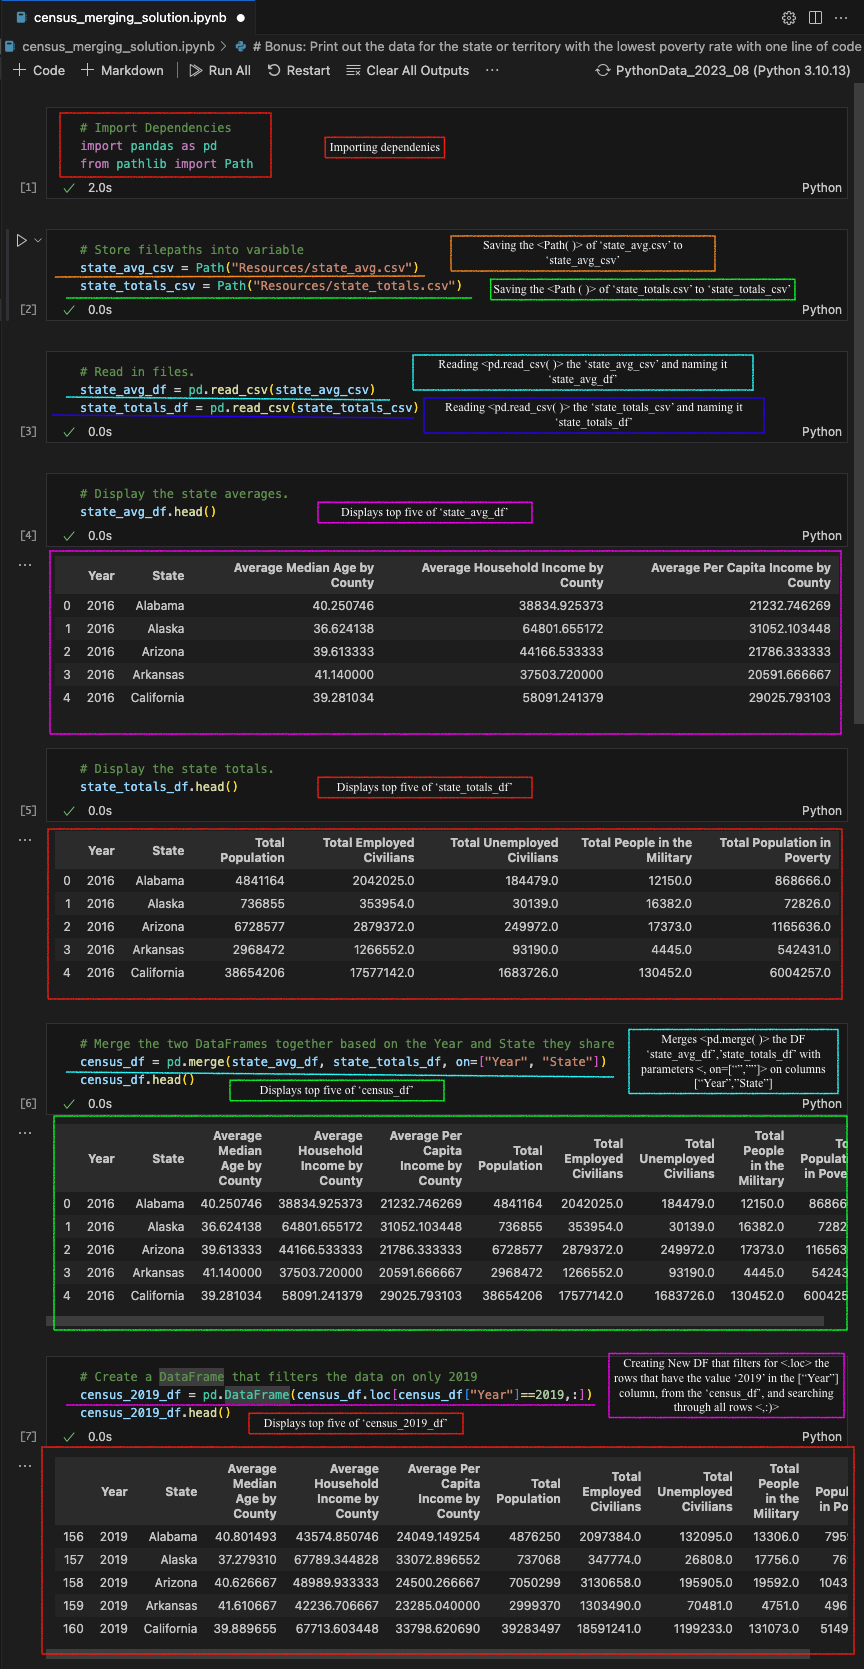 census_merging_solution.ipynb ●
census_merging_solution.ipynb > # Bonus: Print out the data for the state or territory with the lowest poverty rate with one line of code
+ Code + Markdown | Run All Restart Clear All Outputs ··· PythonData_2023_08 (Python 3.10.13)
# Import Dependencies
import pandas as pd
from pathlib import Path
Importing dependenies
[1] ✓ 2.0s Python
# Store filepaths into variable
state_avg_csv = Path("Resources/state_avg.csv")
state_totals_csv = Path("Resources/state_totals.csv")
Saving the <Path( )> of ‘state_avg.csv’ to
‘state_avg_csv’
Saving the <Path ( )> of ‘state_totals.csv’ to ‘state_totals_csv’
[2] ✓ 0.0s Python
# Read in files.
state_avg_df = pd.read_csv(state_avg_csv)
state_totals_df = pd.read_csv(state_totals_csv)
Reading <pd.read_csv( )> the ‘state_avg_csv’ and naming it
‘state_avg_df’
Reading <pd.read_csv( )> the ‘state_totals_csv’ and naming it
‘state_totals_df’
[3] ✓ 0.0s Python
# Display the state averages.
state_avg_df.head()
Displays top five of ‘state_avg_df’
[4] ✓ 0.0s Python
···
Year State Average Median Age by County Average Household Income by County Average Per Capita Income by County
0 2016 Alabama 40.250746 38834.925373 21232.746269
1 2016 Alaska 36.624138 64801.655172 31052.103448
2 2016 Arizona 39.613333 44166.533333 21786.333333
3 2016 Arkansas 41.140000 37503.720000 20591.666667
4 2016 California 39.281034 58091.241379 29025.793103
# Display the state totals.
state_totals_df.head()
Displays top five of ‘state_totals_df’
[5] ✓ 0.0s Python
···
Year State Total Population Total Employed Civilians Total Unemployed Civilians Total People in the Military Total Population in Poverty
0 2016 Alabama 4841164 2042025.0 184479.0 12150.0 868666.0
1 2016 Alaska 736855 353954.0 30139.0 16382.0 72826.0
2 2016 Arizona 6728577 2879372.0 249972.0 17373.0 1165636.0
3 2016 Arkansas 2968472 1266552.0 93190.0 4445.0 542431.0
4 2016 California 38654206 17577142.0 1683726.0 130452.0 6004257.0
# Merge the two DataFrames together based on the Year and State they share
census_df = pd.merge(state_avg_df, state_totals_df, on=["Year", "State"])
census_df.head()
Merges <pd.merge( )> the DF
‘state_avg_df’,’state_totals_df’ with
parameters <, on=[“”,””]> on columns
[“Year”,”State”]
Displays top five of ‘census_df’
[6] ✓ 0.0s Python
···
Year State Average Median Age by County Average Household Income by County Average Per Capita Income by County Total Population Total Employed Civilians Total Unemployed Civilians Total People in the Military To Populat in Pove
0 2016 Alabama 40.250746 38834.925373 21232.746269 4841164 2042025.0 184479.0 12150.0 86866
1 2016 Alaska 36.624138 64801.655172 31052.103448 736855 353954.0 30139.0 16382.0 7282
2 2016 Arizona 39.613333 44166.533333 21786.333333 6728577 2879372.0 249972.0 17373.0 116563
3 2016 Arkansas 41.140000 37503.720000 20591.666667 2968472 1266552.0 93190.0 4445.0 54243
4 2016 California 39.281034 58091.241379 29025.793103 38654206 17577142.0 1683726.0 130452.0 600425
# Create a DataFrame that filters the data on only 2019
census_2019_df = pd.DataFrame(census_df.loc[census_df["Year"]==2019,:])
census_2019_df.head()
Creating New DF that filters for <.loc> the
rows that have the value ‘2019’ in the [“Year”]
column, from the ‘census_df’, and searching
through all rows <,:)>
Displays top five of ‘census_2019_df’
[7] ✓ 0.0s Python
···
Year State Average Median Age by County Average Household Income by County Average Per Capita Income by County Total Population Total Employed Civilians Total Unemployed Civilians Total People in the Military Popul in Po
156 2019 Alabama 40.801493 43574.850746 24049.149254 4876250 2097384.0 132095.0 13306.0 795
157 2019 Alaska 37.279310 67789.344828 33072.896552 737068 347774.0 26808.0 17756.0 76
158 2019 Arizona 40.626667 48989.933333 24500.266667 7050299 3130658.0 195905.0 19592.0 1043
159 2019 Arkansas 41.610667 42236.706667 23285.040000 2999370 1303490.0 70481.0 4751.0 496
160 2019 California 39.889655 67713.603448 33798.620690 39283497 18591241.0 1199233.0 131073.0 5149